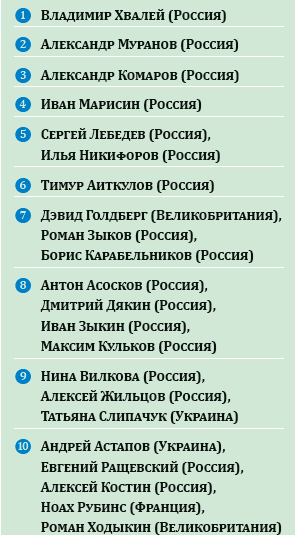 1 Владимир Хвалей (Россия)
2 Александр Муранов (Россия)
3 Александр Комаров (Россия)
4 Иван Марисин (Россия)
5 Сергей Лебедев (Россия),
Илья Никифоров (Россия)
6 Тимур Аиткулов (Россия)
7 Дэвид Голдберг (Великобритания),
Роман Зыков (Россия),
Борис Карабельников (Россия)
8 Антон Асосков (Россия),
Дмитрий Дякин (Россия),
Иван Зыкин (Россия),
Максим Кульков (Россия)
9 Нина Вилкова (Россия),
Алексей Жильцов (Россия),
Татьяна Слипачук (Украина)
10 Андрей Астапов (Украина),
Евгений Ращевский (Россия),
Алексей Костин (Россия),
Ноах Рубинс (Франция),
Роман Ходыкин (Великобритания)